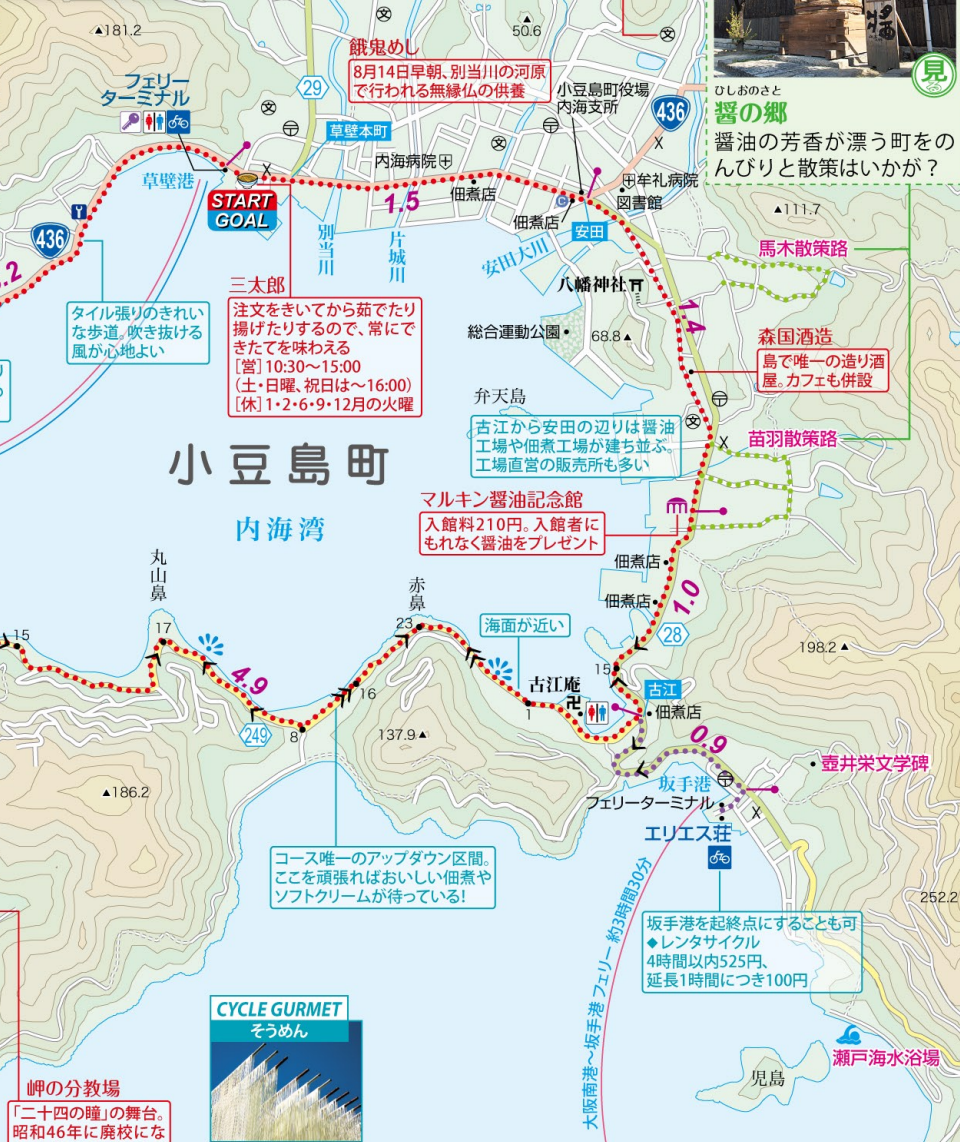 ▲181.2
50.6
餓鬼めし
8月14日早朝、別当川の河原
で行われる無縁仏の供養
フェリー
ターミナル
29
草壁本町
小豆島町役場
内海支所
436
見る
ひしおのさと
醤の郷
醤油の芳香が漂う町をの
んびりと散策はいかが？
草壁港
START
GOAL
内海病院
佃煮店
1.5
佃煮店
安田
牟礼病院
図書館
▲111.7
436
.2
別当川
片城川
安田大川
馬木散策路
タイル張りのきれい
な歩道。吹き抜ける
風が心地よい
三太郎
注文をきいてから茹でたり
揚げたりするので、常にで
きたてを味わえる
[営]10:30～15:00
（土・日曜、祝日は～16:00）
[休]1・2・6・9・12月の火曜
八幡神社
総合運動公園
68.8▲
1.4
森国酒造
島で唯一の造り酒
屋。カフェも併設
弁天島
古江から安田の辺りは醤油
工場や佃煮工場が建ち並ぶ。
工場直営の販売所も多い
苗羽散策路
小豆島町
内海湾
マルキン醤油記念館
入館料210円。入館者に
もれなく醤油をプレゼント
佃煮店
佃煮店
1.0
28
丸山鼻
赤鼻
海面が近い
15
17
23
15
198.2▲
4.9
16
古江庵
古江
佃煮店
1
249
8
137.9▲
0.9
坂手港
壺井栄文学碑
▲186.2
フェリーターミナル
エリエス荘
コース唯一のアップダウン区間。
ここを頑張ればおいしい佃煮や
ソフトクリームが待っている！
252.2
坂手港を起終点にすることも可
◆レンタサイクル
4時間以内525円、
延長1時間につき100円
大阪南港～坂手港 フェリー 約3時間30分
CYCLE GURMET
そうめん
瀬戸海水浴場
児島
岬の分教場
「二十四の瞳」の舞台。
昭和46年に廃校にな